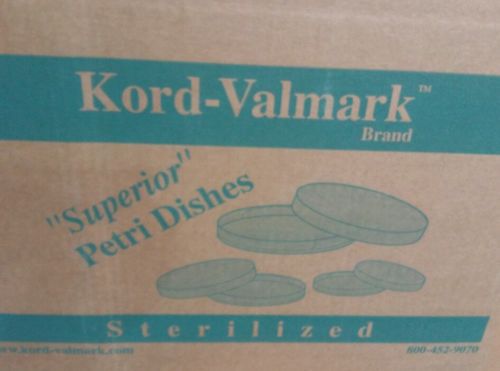 Kord-Valmark™
Brand
"Superior"
Petri Dishes
Sterilized
www.kord-valmark.com 800-452-9070